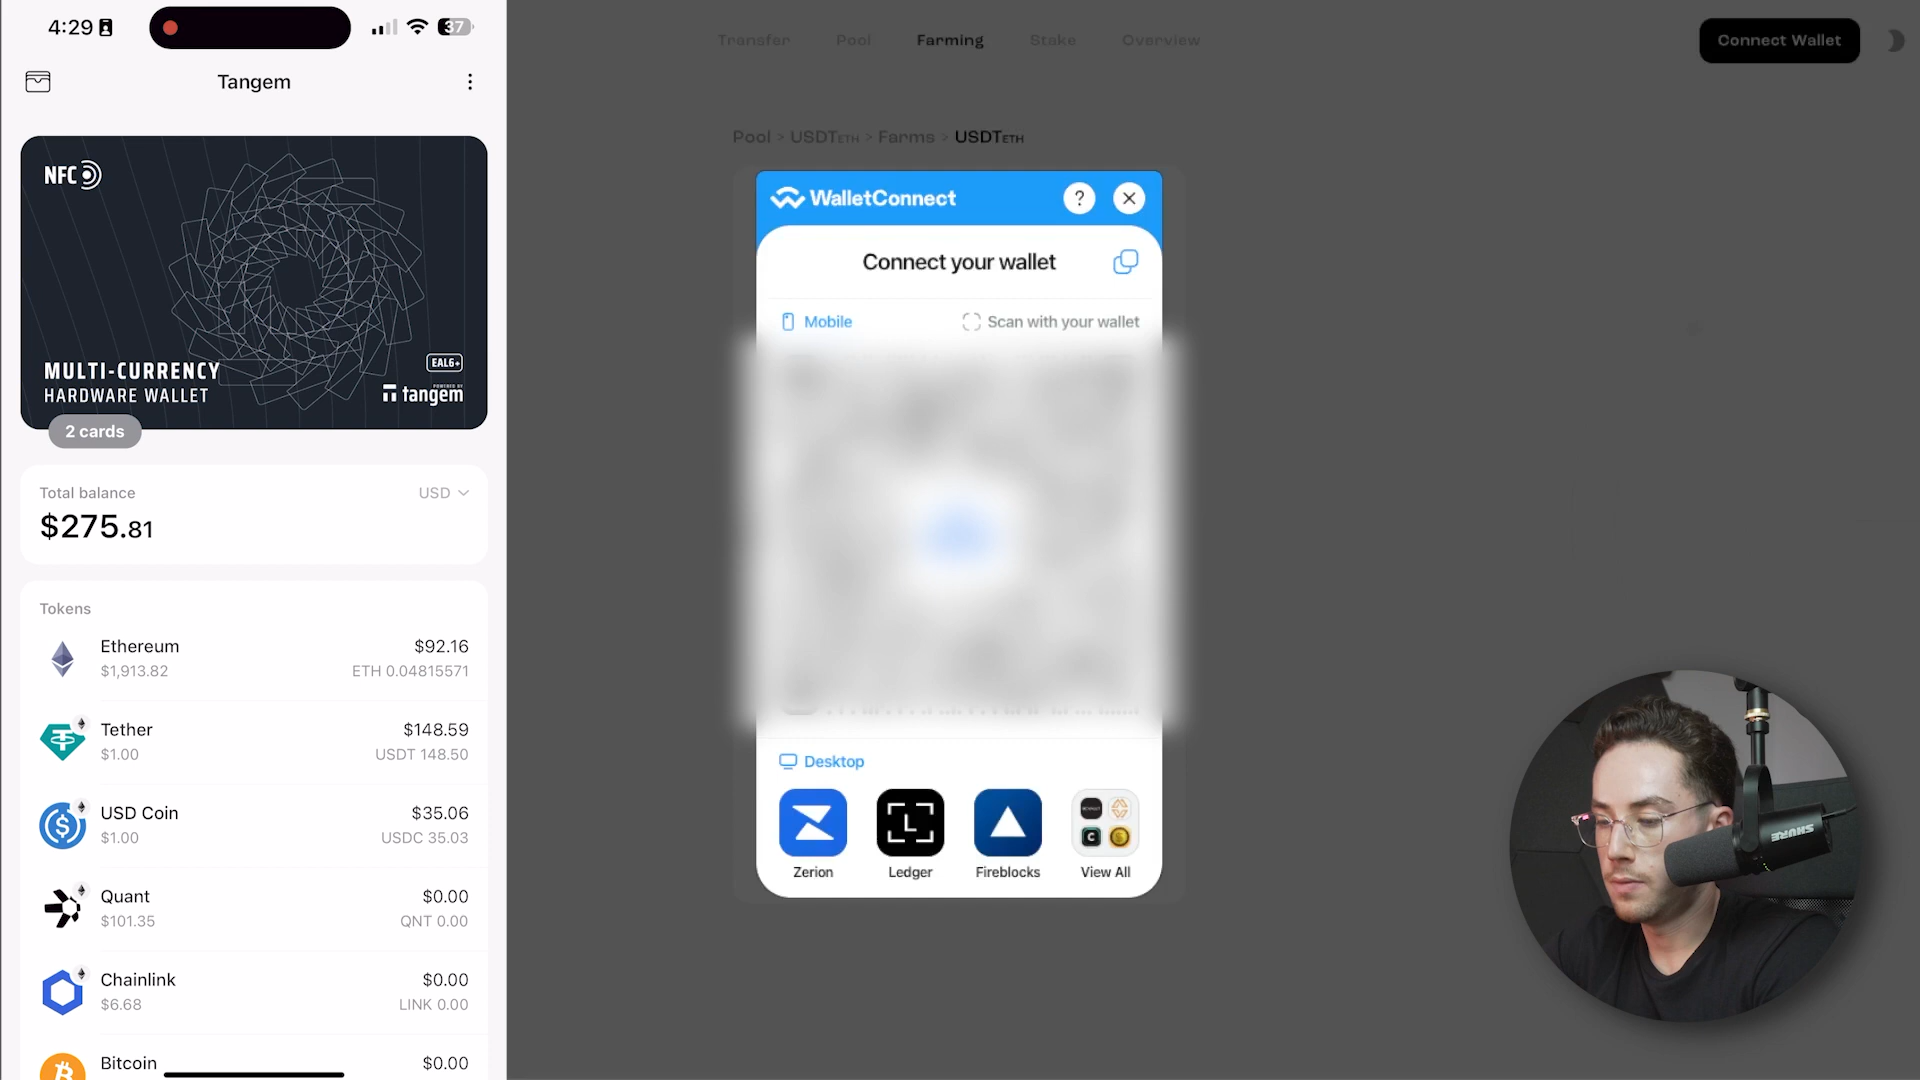 4:29
37
Tangem
NFC
MULTI-CURRENCY
HARDWARE WALLET
EAL6+
POWERED BY
tangem
2 cards
Total balance
USD
$275.81
Tokens
Ethereum
$92.16
$1,913.82
ETH 0.04815571
Tether
$148.59
$1.00
USDT 148.50
USD Coin
$35.06
$1.00
USDC 35.03
Quant
$0.00
$101.35
QNT 0.00
Chainlink
$0.00
$6.68
LINK 0.00
Bitcoin
$0.00
Transfer
Pool
Farming
Stake
Overview
Connect Wallet
Pool > USDTETH > Farms > USDTETH
WalletConnect
?
Connect your wallet
Mobile
Scan with your wallet
Desktop
Zerion
Ledger
Fireblocks
View All
SHURE